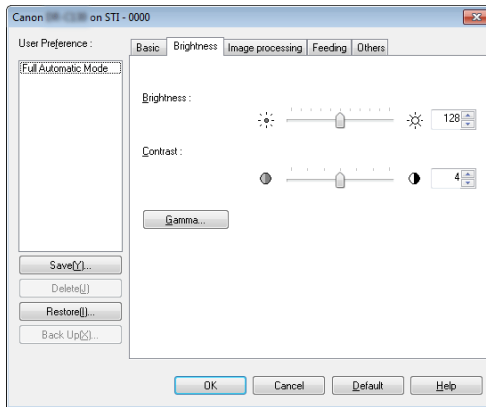 Canon on STI - 0000
User Preference :
Basic Brightness Image processing Feeding Others
Full Automatic Mode
Brightness :
128
Contrast :
4
Gamma...
Save(Y)...
Delete(J)
Restore(I)...
Back Up(X)...
OK Cancel Default Help